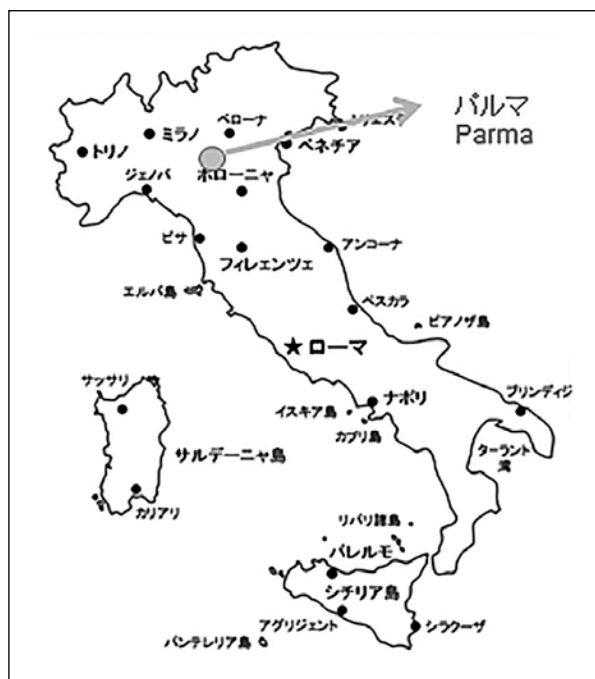 パルマ
Parma
ベローナ
ミラノ
トリノ
ベネチア
ジェノバ
ボローニャ
ピサ
フィレェンツェ
アンコーナ
エルバ島
ペスカラ
ピアノザ島
★ローマ
サッサリ
イスキア島
ナポリ
カプリ島
ブリンディジ
ターラント
湾
サルデーニャ島
カリアリ
リパリ諸島
パレルモ
シチリア島
アグリジェント
シラクーザ
パンテレリア島